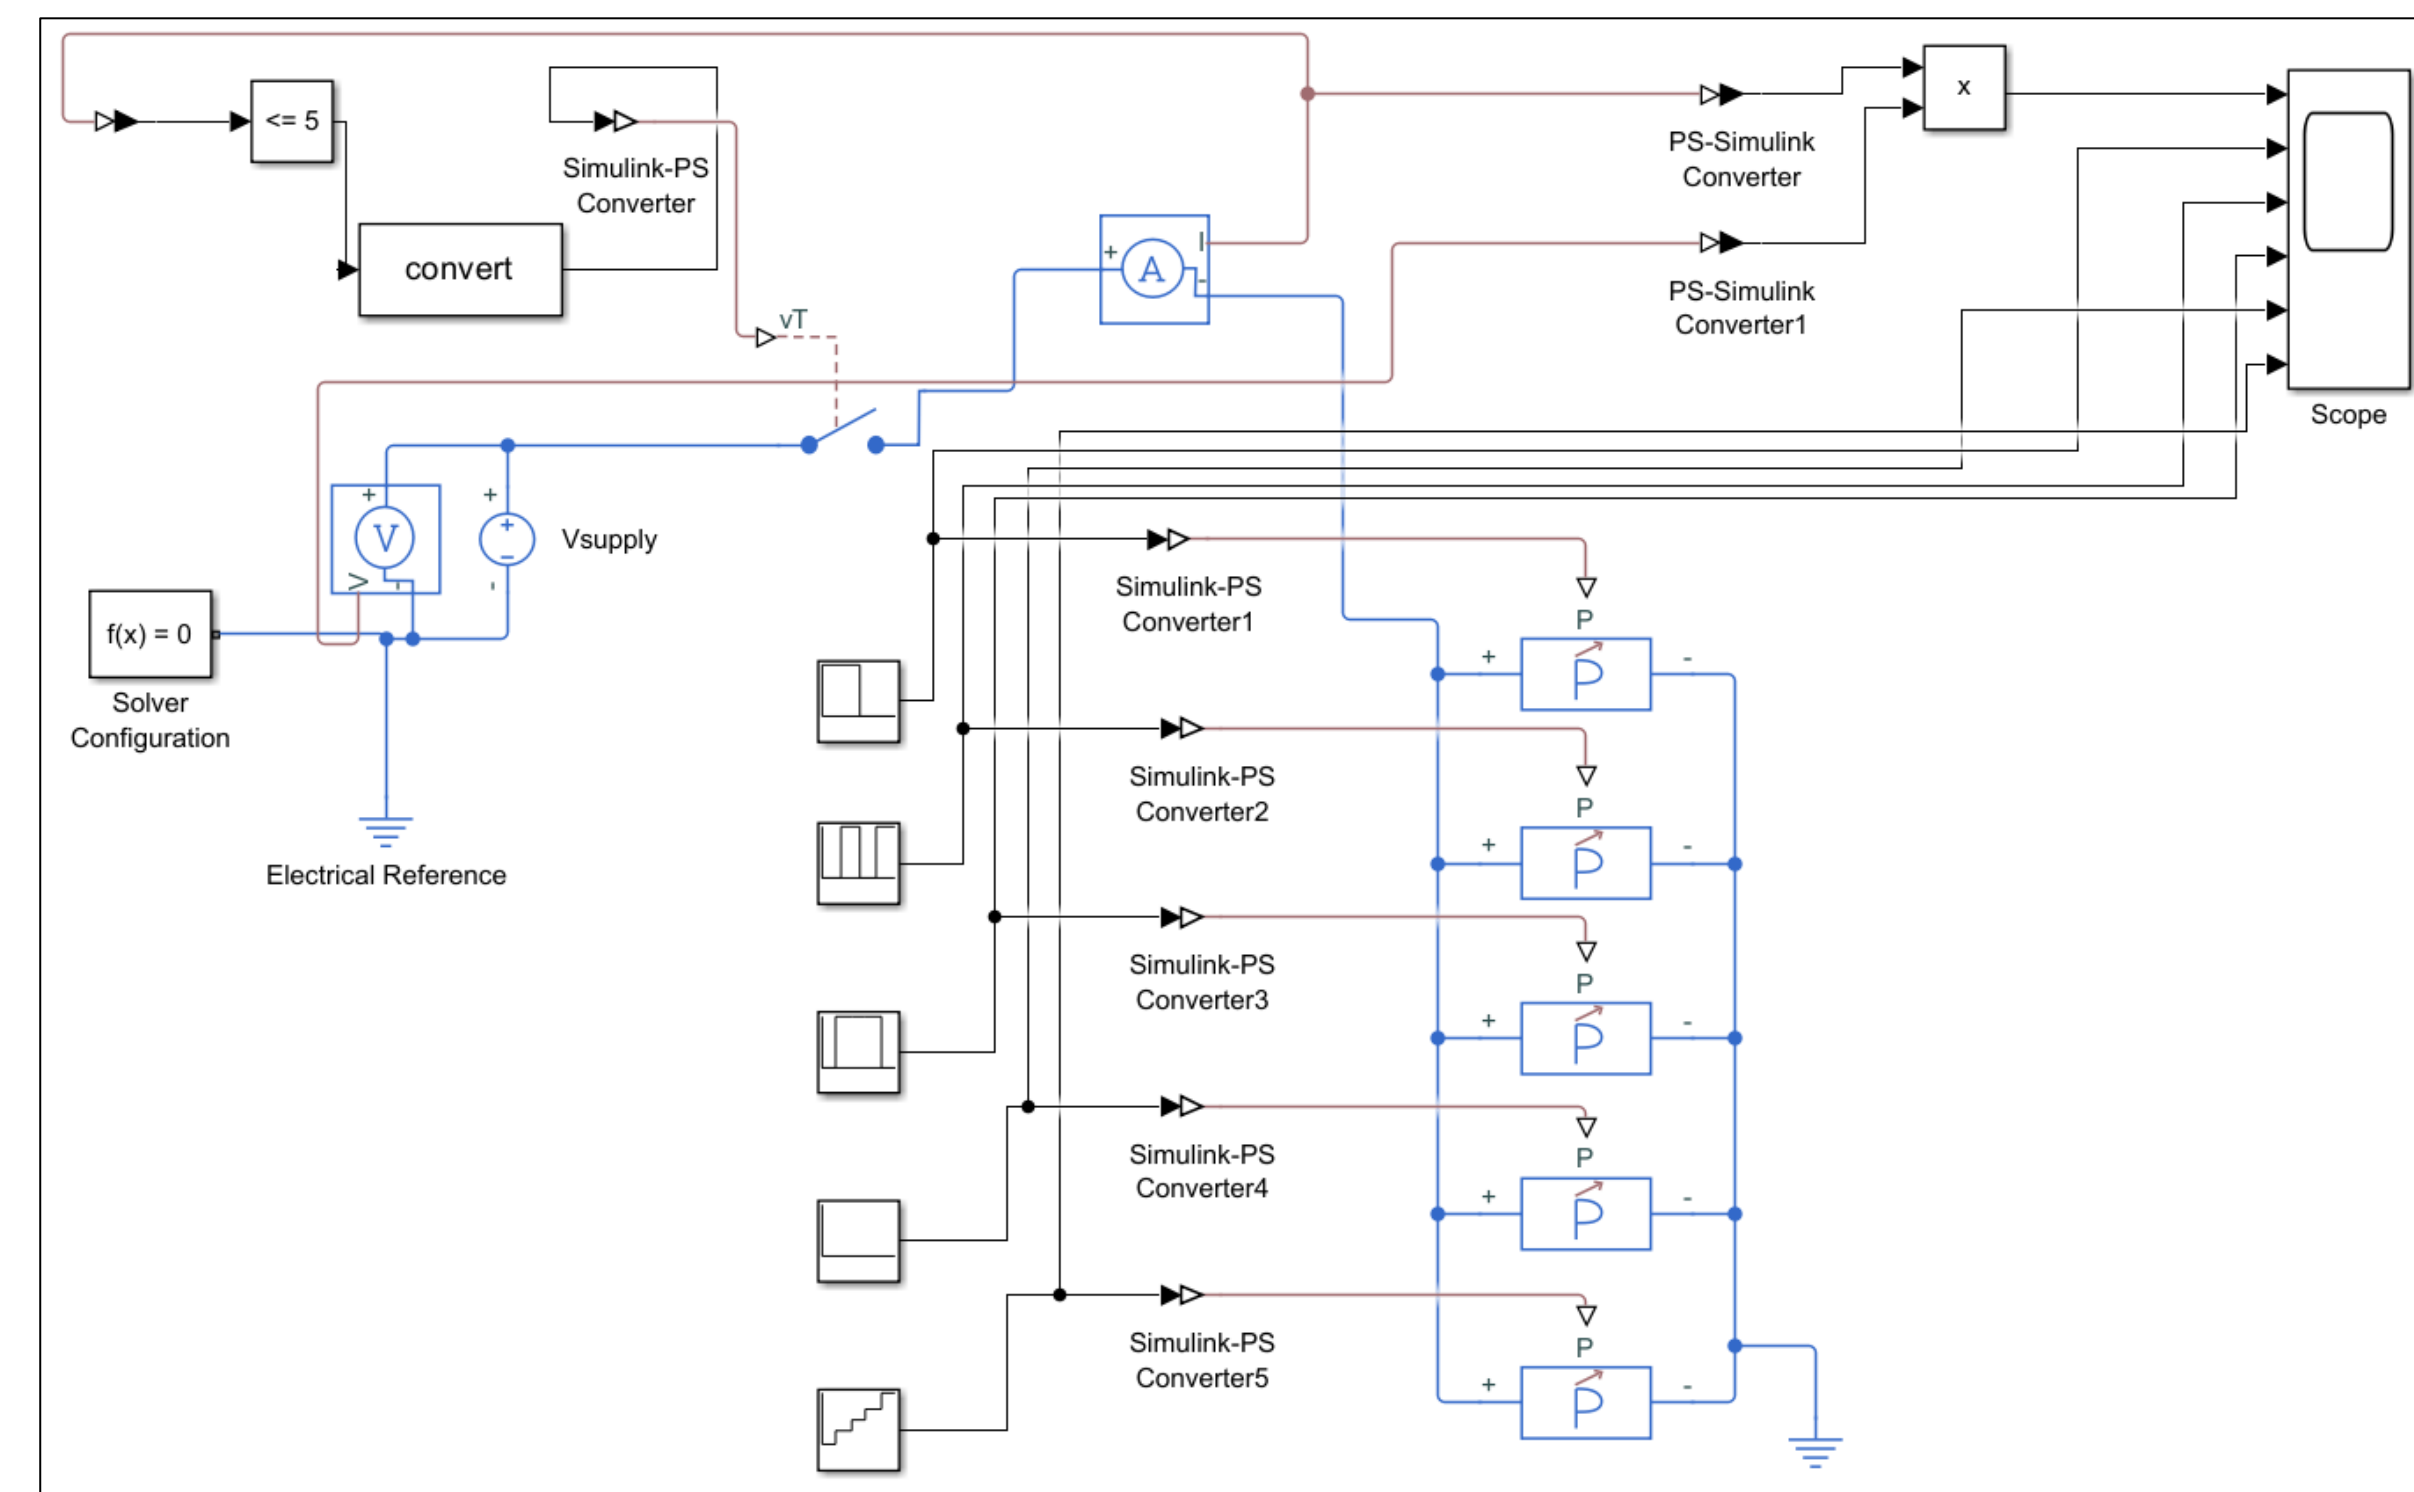 <= 5
Simulink-PS
Converter
convert
vT
+
A
I
-
PS-Simulink
Converter
x
PS-Simulink
Converter1
Scope
+
V
V
-
+
+
-
-
Vsupply
f(x) = 0
Solver
Configuration
Electrical Reference
Simulink-PS
Converter1
P
+
P
-
Simulink-PS
Converter2
P
+
P
-
Simulink-PS
Converter3
P
+
P
-
Simulink-PS
Converter4
P
+
P
-
Simulink-PS
Converter5
P
+
P
-